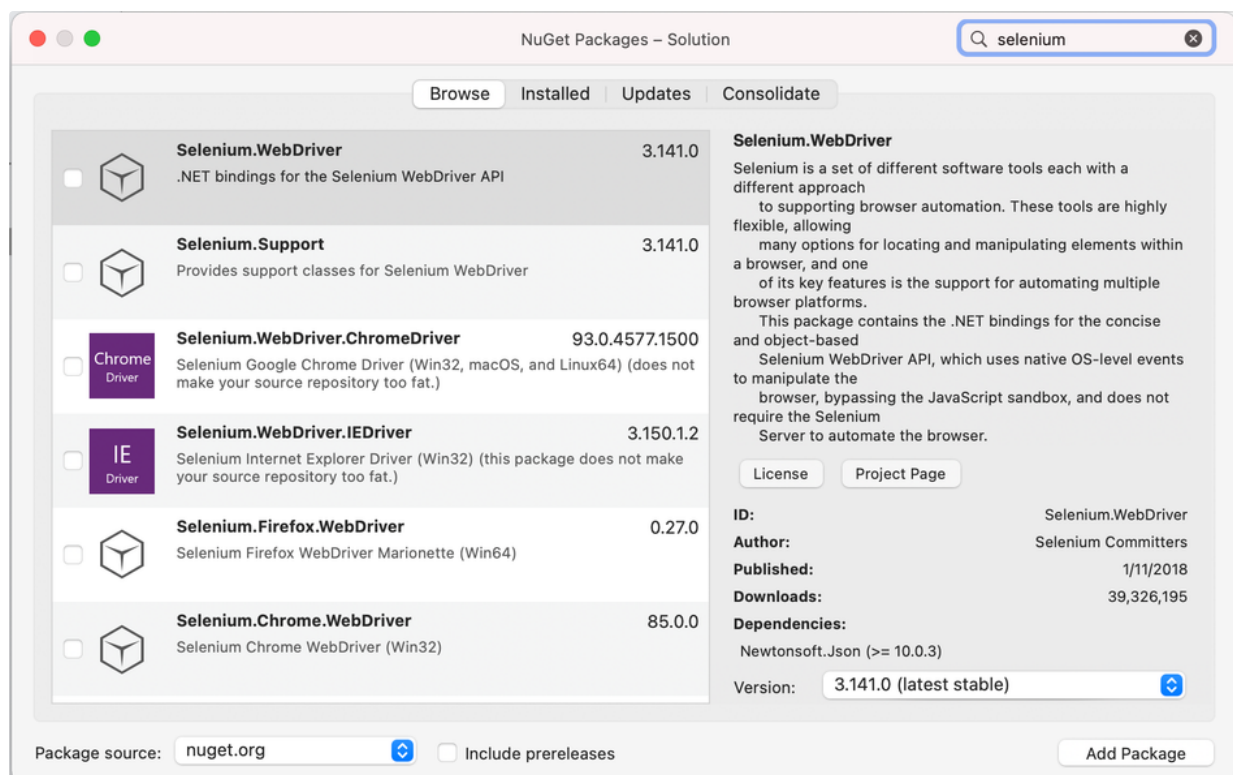 NuGet Packages – Solution
selenium
Browse
Installed
Updates
Consolidate
Selenium.WebDriver
3.141.0
.NET bindings for the Selenium WebDriver API
Selenium.Support
3.141.0
Provides support classes for Selenium WebDriver
Chrome
Driver
Selenium.WebDriver.ChromeDriver
93.0.4577.1500
Selenium Google Chrome Driver (Win32, macOS, and Linux64) (does not
make your source repository too fat.)
IE
Driver
Selenium.WebDriver.IEDriver
3.150.1.2
Selenium Internet Explorer Driver (Win32) (this package does not make
your source repository too fat.)
Selenium.Firefox.WebDriver
0.27.0
Selenium Firefox WebDriver Marionette (Win64)
Selenium.Chrome.WebDriver
85.0.0
Selenium Chrome WebDriver (Win32)
Selenium.WebDriver
Selenium is a set of different software tools each with a
different approach
to supporting browser automation. These tools are highly
flexible, allowing
many options for locating and manipulating elements within
a browser, and one
of its key features is the support for automating multiple
browser platforms.
This package contains the .NET bindings for the concise
and object-based
Selenium WebDriver API, which uses native OS-level events
to manipulate the
browser, bypassing the JavaScript sandbox, and does not
require the Selenium
Server to automate the browser.
License
Project Page
ID: Selenium.WebDriver
Author: Selenium Committers
Published: 1/11/2018
Downloads: 39,326,195
Dependencies:
Newtonsoft.Json (>= 10.0.3)
Version: 3.141.0 (latest stable)
Package source: nuget.org
Include prereleases
Add Package